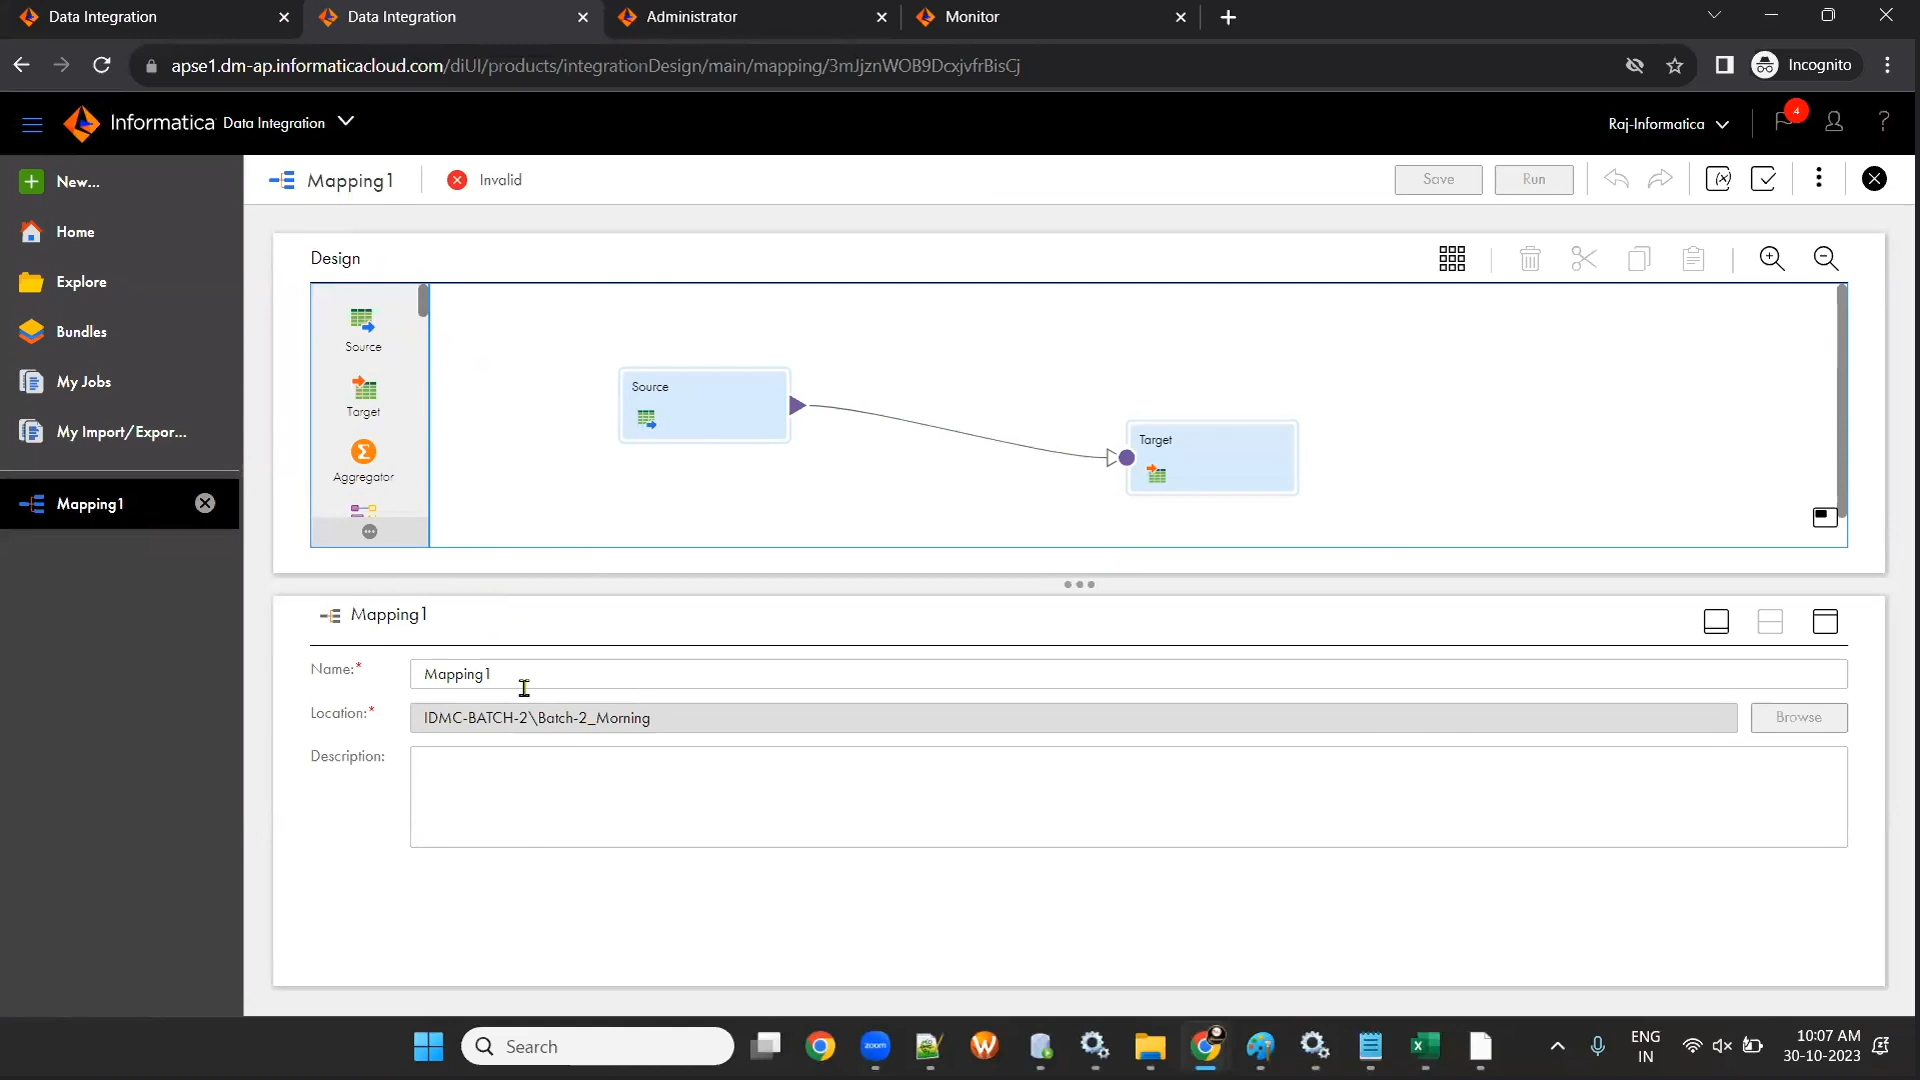 Data Integration
Data Integration
Administrator
Monitor
apse1.dm-ap.informaticacloud.com/diUI/products/integrationDesign/main/mapping/3mJjznWOB9DcxjvfrBisCj
Incognito
Informatica Data Integration
Raj-Informatica
4
?
New...
Home
Explore
Bundles
My Jobs
My Import/Expor...
Mapping1
Mapping1
Invalid
Save
Run
Design
Source
Target
Aggregator
Source
Target
Mapping1
Name:*
Mapping1
Location:*
IDMC-BATCH-2\Batch-2_Morning
Browse
Description:
Search
zoom
ENG
IN
10:07 AM
30-10-2023